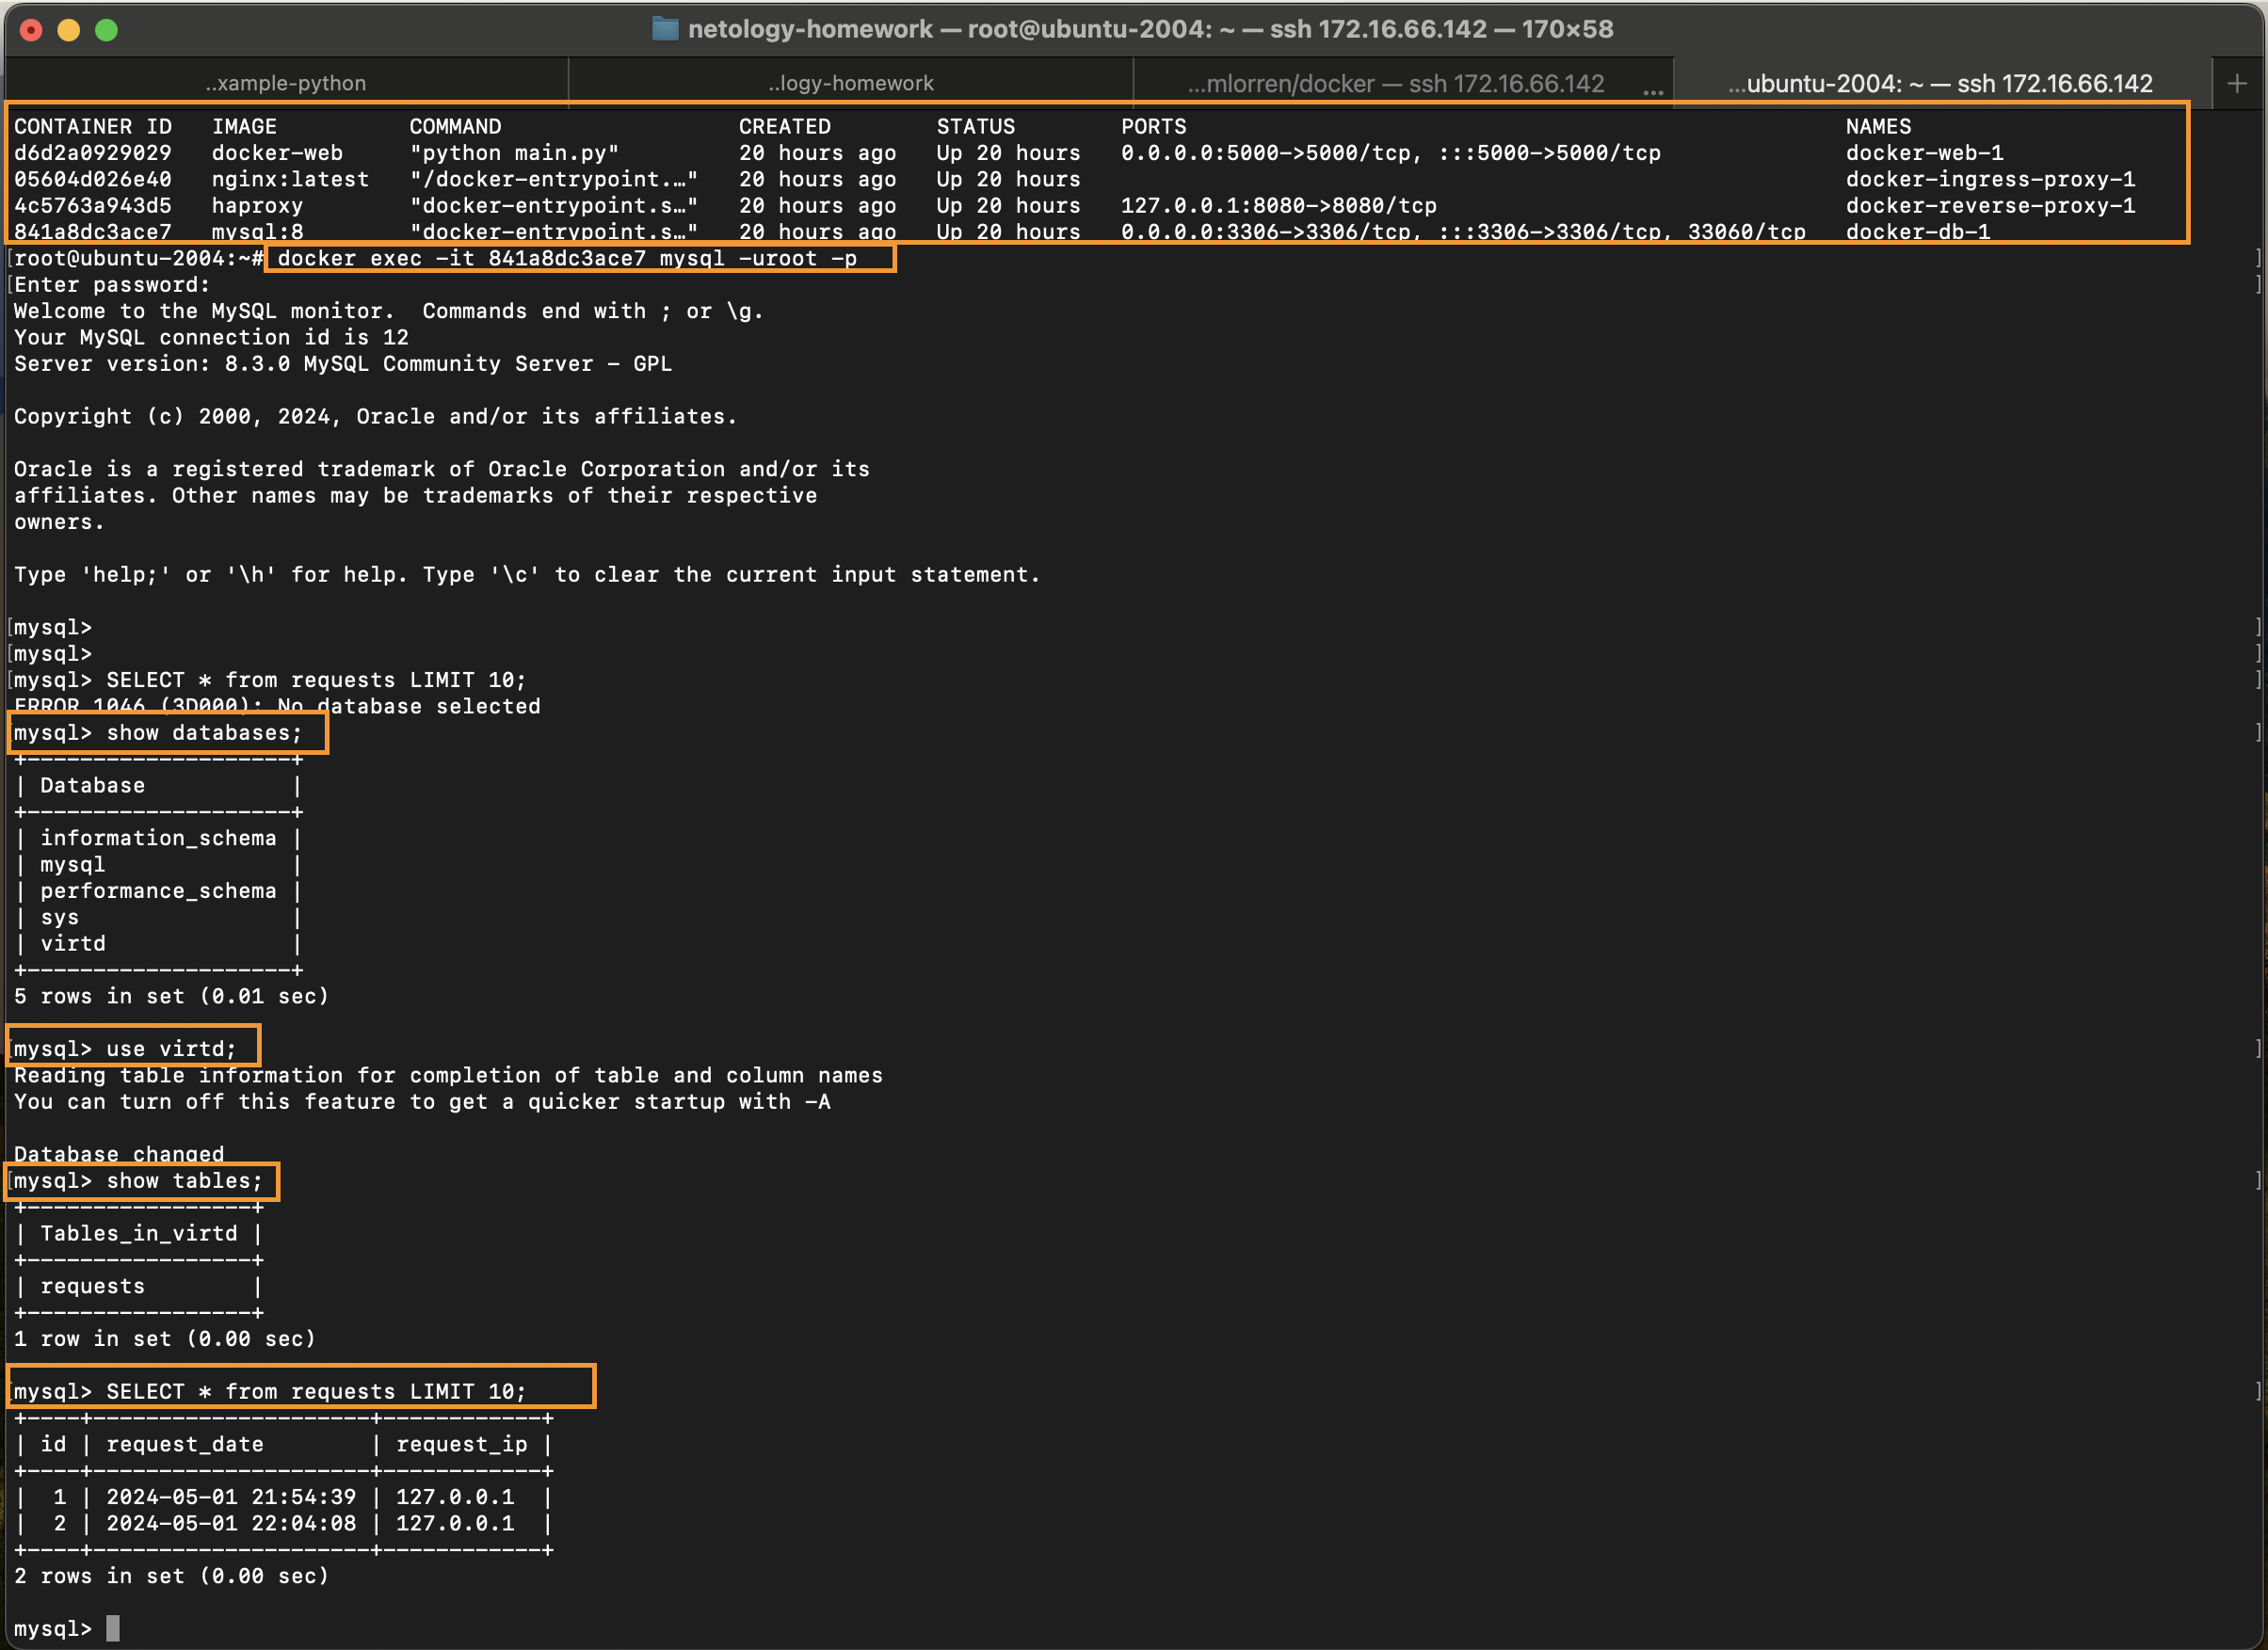 netology-homework — root@ubuntu-2004: ~ — ssh 172.16.66.142 — 170×58
..xample-python ..logy-homework ...mlorren/docker — ssh 172.16.66.142 ... ...ubuntu-2004: ~ — ssh 172.16.66.142 +
CONTAINER ID   IMAGE          COMMAND                  CREATED         STATUS        PORTS                                                  NAMES
d6d2a0929029   docker-web     "python main.py"         20 hours ago   Up 20 hours   0.0.0.0:5000->5000/tcp, :::5000->5000/tcp              docker-web-1
05604d026e40   nginx:latest   "/docker-entrypoint.…"   20 hours ago   Up 20 hours                                                          docker-ingress-proxy-1
4c5763a943d5   haproxy        "docker-entrypoint.s…"   20 hours ago   Up 20 hours   127.0.0.1:8080->8080/tcp                               docker-reverse-proxy-1
841a8dc3ace7   mysql:8        "docker-entrypoint.s…"   20 hours ago   Up 20 hours   0.0.0.0:3306->3306/tcp, :::3306->3306/tcp, 33060/tcp   docker-db-1
[root@ubuntu-2004:~# docker exec -it 841a8dc3ace7 mysql -uroot -p ]
[Enter password: ]
Welcome to the MySQL monitor.  Commands end with ; or \g.
Your MySQL connection id is 12
Server version: 8.3.0 MySQL Community Server - GPL
Copyright (c) 2000, 2024, Oracle and/or its affiliates.
Oracle is a registered trademark of Oracle Corporation and/or its
affiliates. Other names may be trademarks of their respective
owners.
Type 'help;' or '\h' for help. Type '\c' to clear the current input statement.
[mysql> ]
[mysql> ]
[mysql> SELECT * from requests LIMIT 10; ]
ERROR 1046 (3D000): No database selected
[mysql> show databases; ]
+--------------------+
| Database           |
+--------------------+
| information_schema |
| mysql              |
| performance_schema |
| sys                |
| virtd              |
+--------------------+
5 rows in set (0.01 sec)
[mysql> use virtd; ]
Reading table information for completion of table and column names
You can turn off this feature to get a quicker startup with -A
Database changed
[mysql> show tables; ]
+-----------------+
| Tables_in_virtd |
+-----------------+
| requests        |
+-----------------+
1 row in set (0.00 sec)
[mysql> SELECT * from requests LIMIT 10; ]
+----+---------------------+------------+
| id | request_date        | request_ip |
+----+---------------------+------------+
|  1 | 2024-05-01 21:54:39 | 127.0.0.1  |
|  2 | 2024-05-01 22:04:08 | 127.0.0.1  |
+----+---------------------+------------+
2 rows in set (0.00 sec)
mysql>